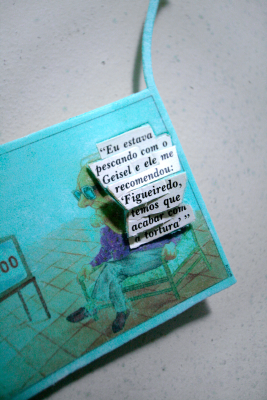 “Eu estava
pescando com o
Geisel e ele me
recomendou:
‘Figueiredo,
temos que
acabar com
a tortura’”
00